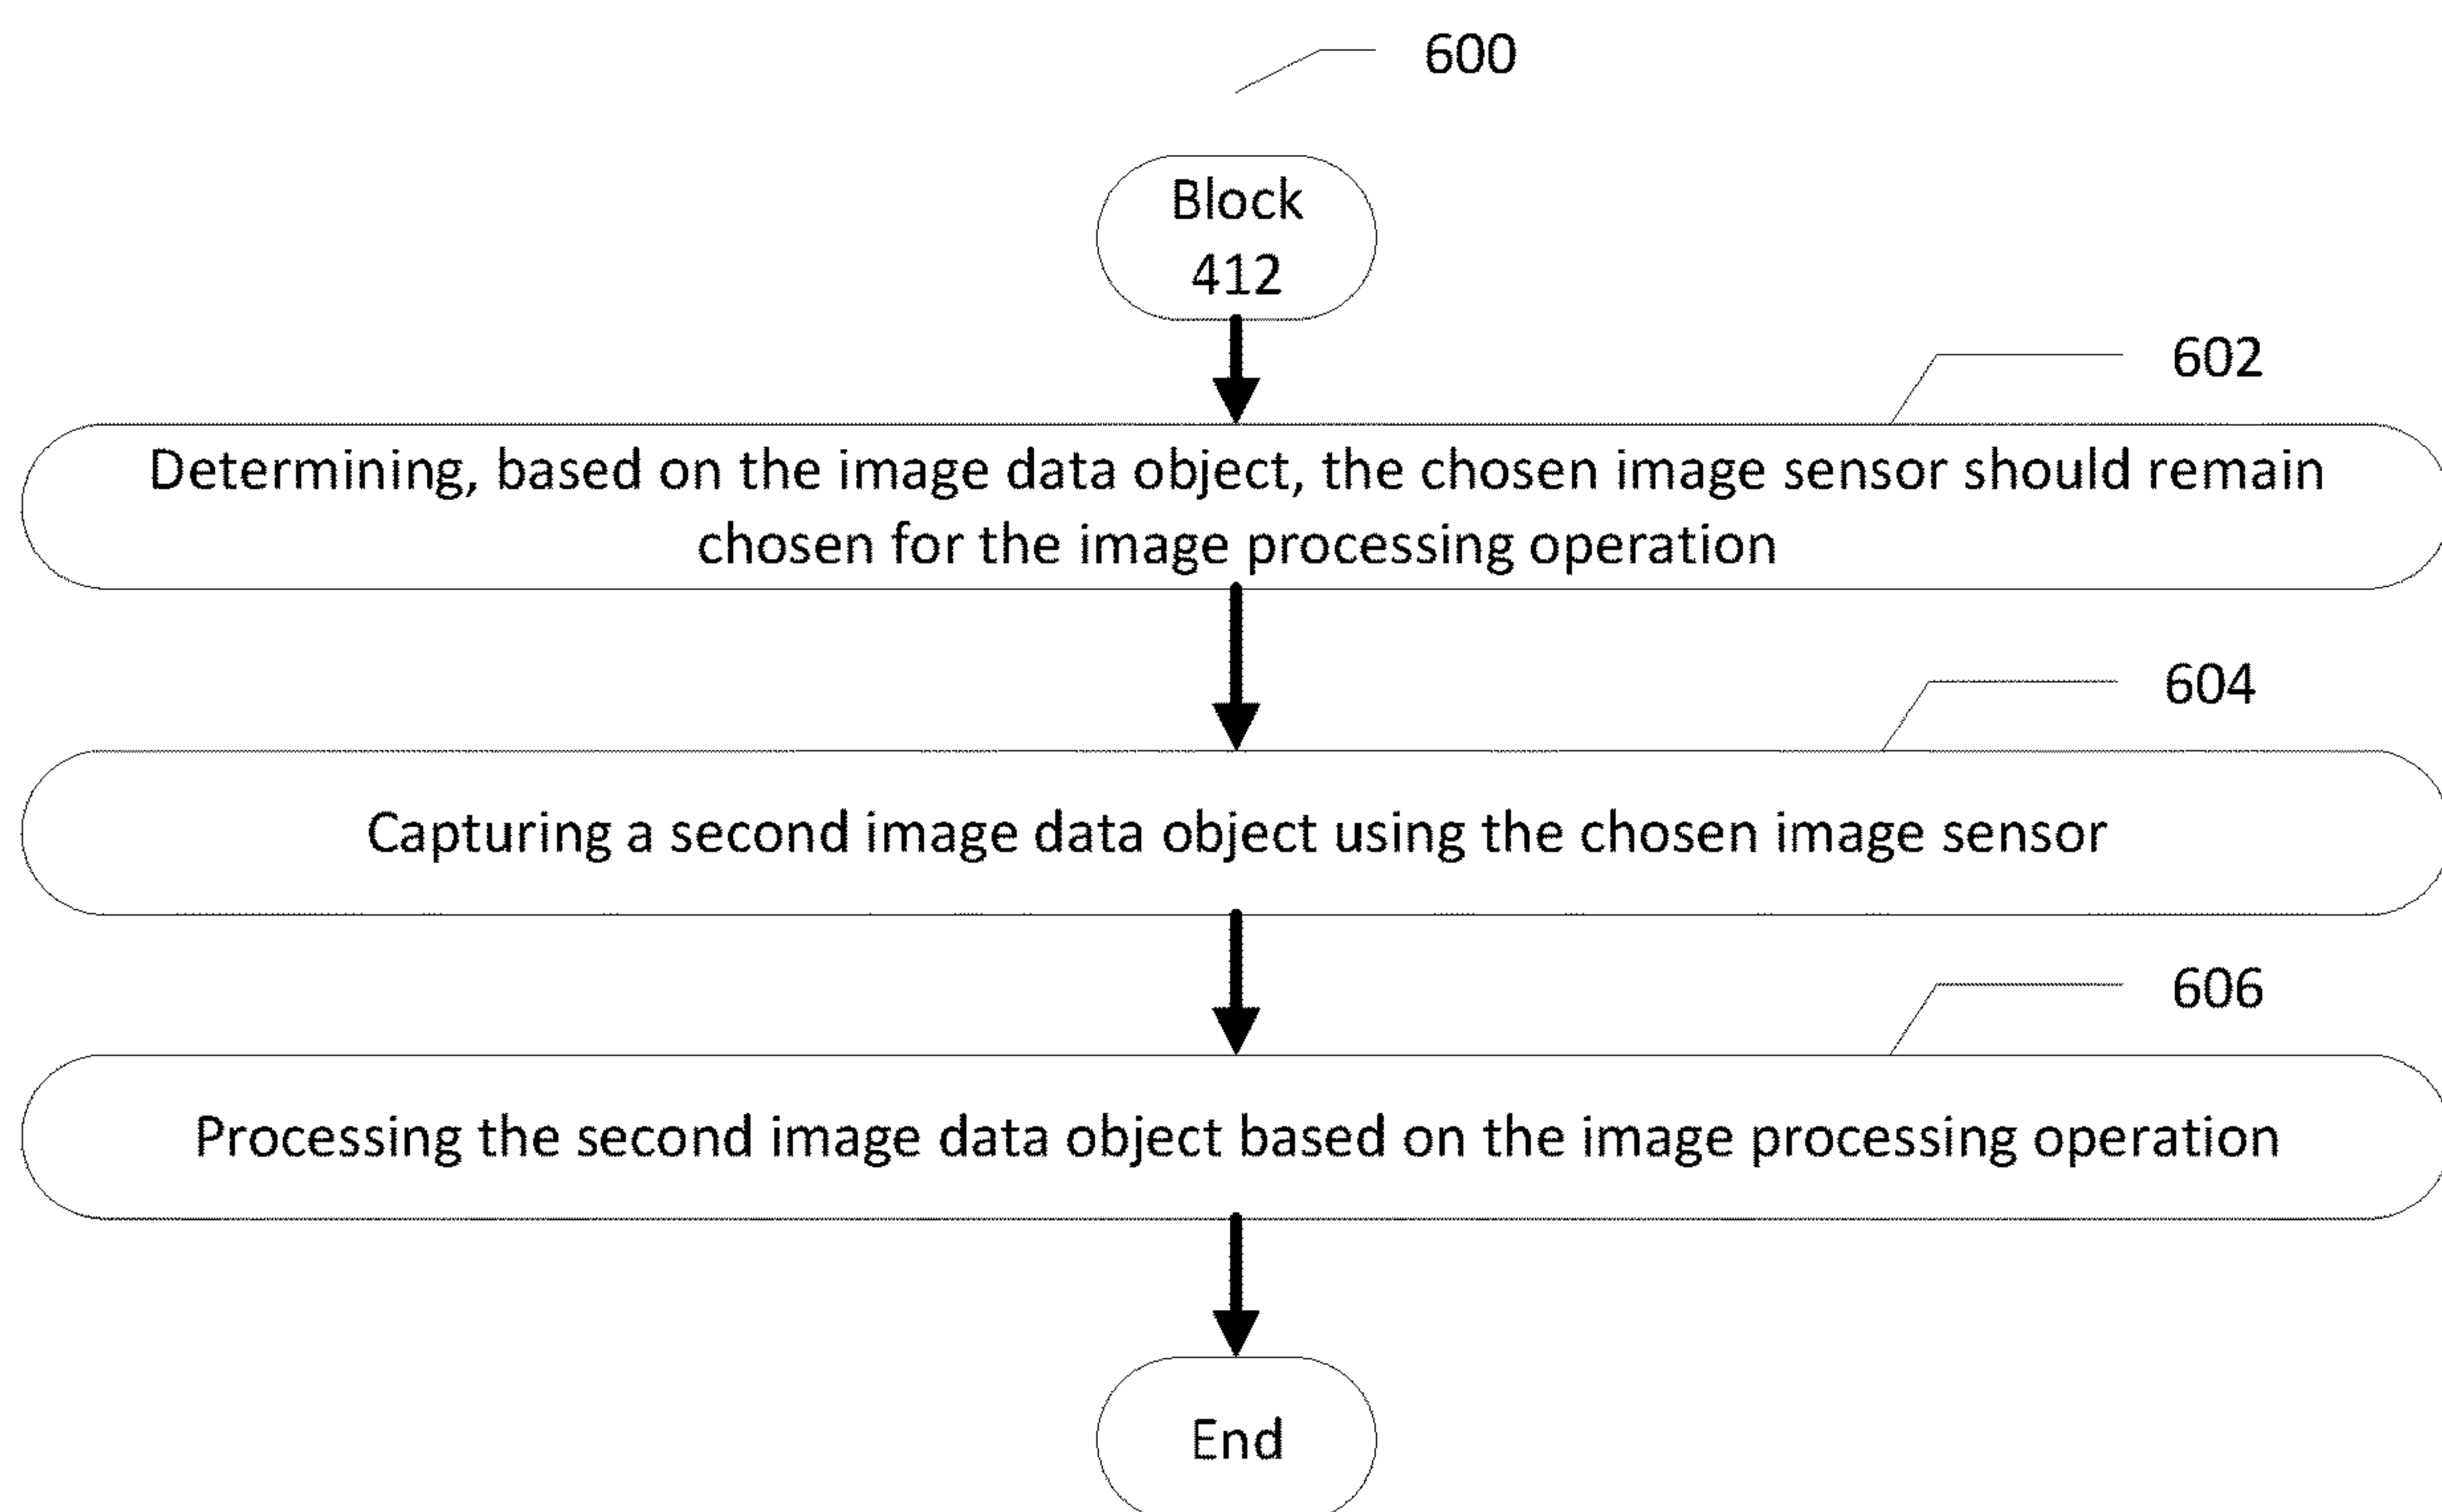 600
Block
412
602
Determining, based on the image data object, the chosen image sensor should remain
chosen for the image processing operation
604
Capturing a second image data object using the chosen image sensor
606
Processing the second image data object based on the image processing operation
End